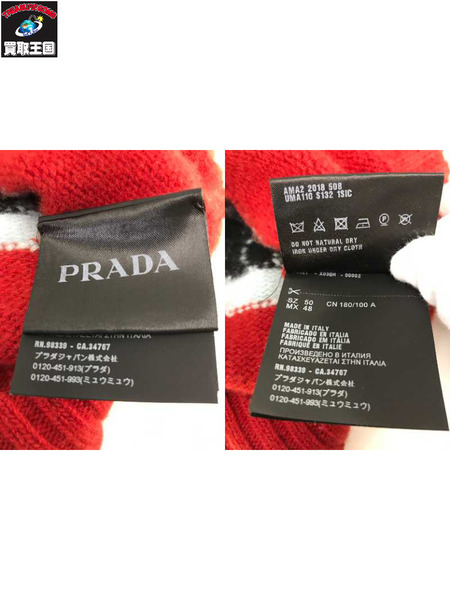 TREASURE KING
買取王国
PRADA
RN.98339 - CA.34767
プラダジャパン株式会社
0120-451-913(プラダ)
0120-451-993(ミュウミュウ)
AMA2 2018 508
UMA110 S132 1SIC
DO NOT NATURAL DRY
IRON UNDER DRY CLOTH
SZ 50 CN 180/100 A
MX 48
MADE IN ITALY
FABRICADO EN ITALIA
FABRICADO EM ITALIA
FABRIQUE EN ITALIE
ПРОИЗВЕДЕНО В ИТАЛИЯ
ΚΑΤΑΣΚΕΥΑΖΕΤΑΙ ΣΤΗΝ ΙΤΑΛΙΑ
RN.98339 - CA.34767
プラダジャパン株式会社
0120-451-913(プラダ)
0120-451-993(ミュウミュウ)